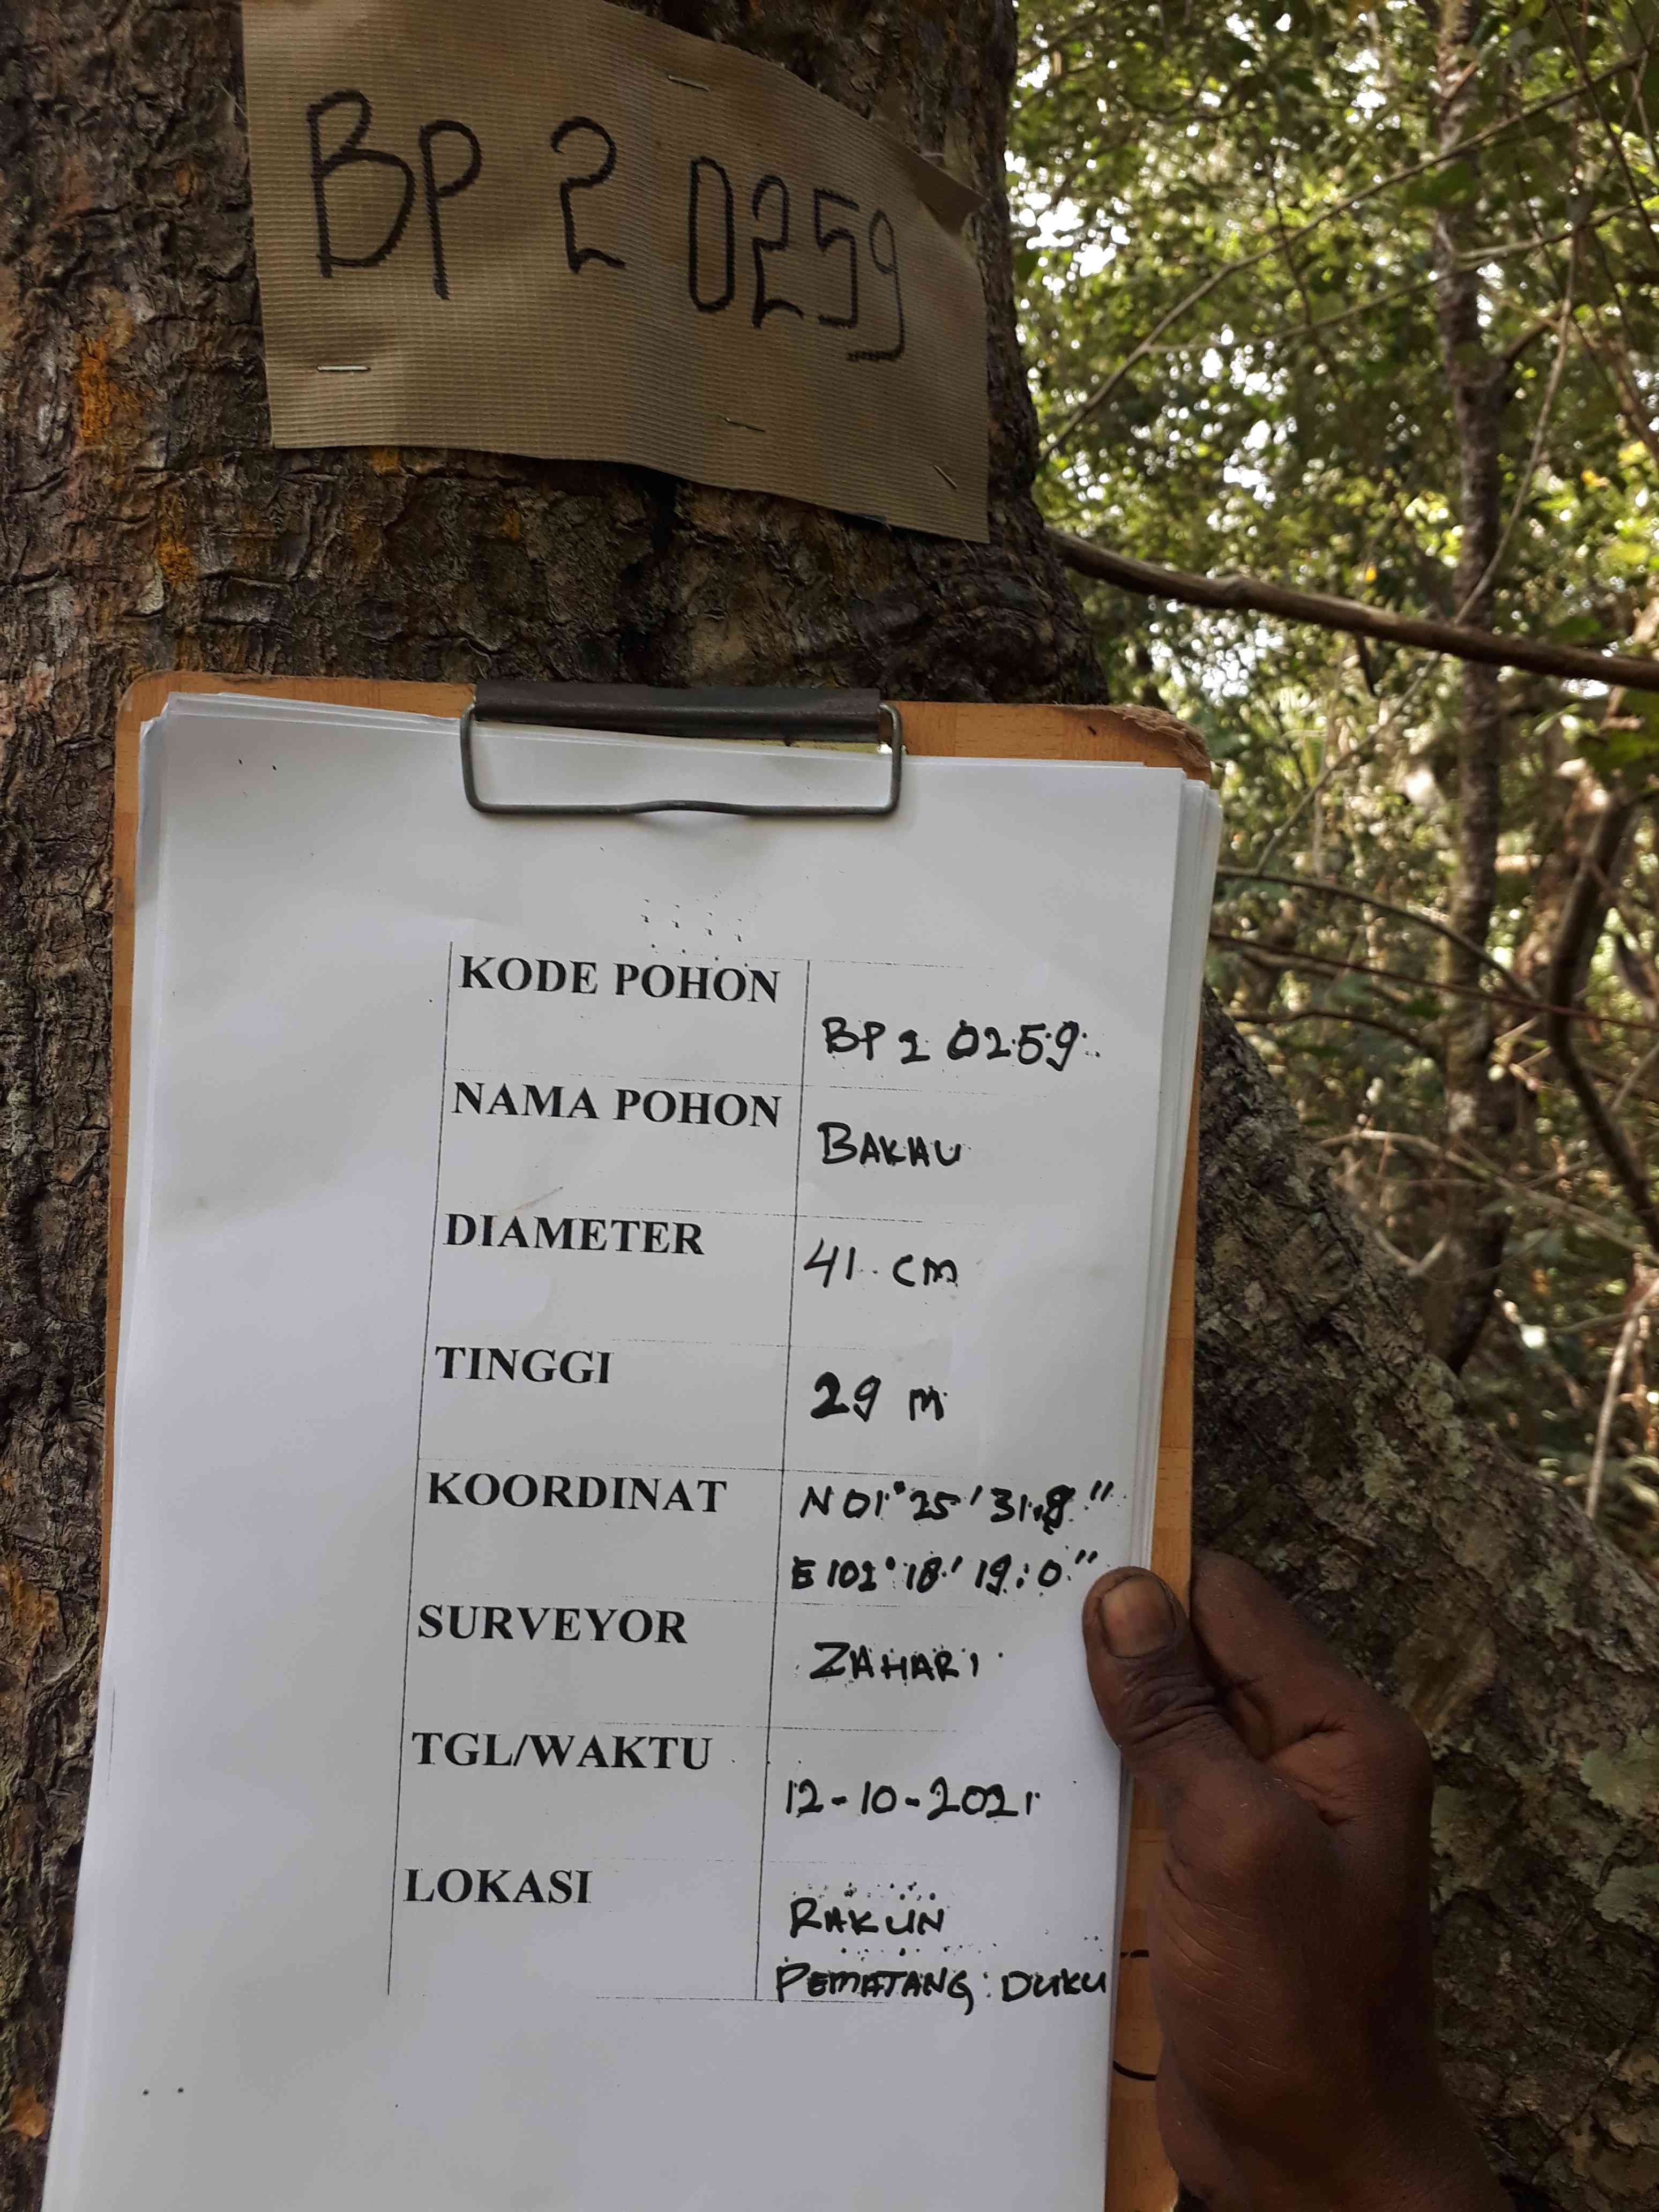 BP 2 0259
KODE POHON
BP 2 0259
NAMA POHON
BAKAU
DIAMETER
41 cm
TINGGI
29 m
KOORDINAT
N 01° 25' 31.8"
E 102° 18' 19.0"
SURVEYOR
ZAHARI
TGL/WAKTU
12-10-2021
LOKASI
RAKUN
PEMATANG DUKU